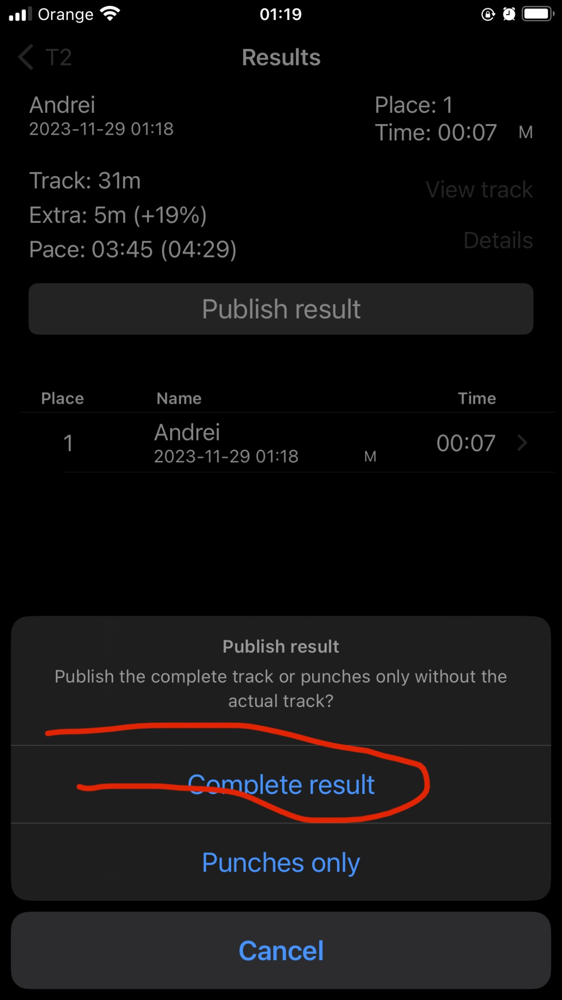 Orange 01:19
T2 Results
Andrei Place: 1
2023-11-29 01:18 Time: 00:07 M
Track: 31m View track
Extra: 5m (+19%)
Pace: 03:45 (04:29) Details
Publish result
Place Name Time
1 Andrei 00:07
2023-11-29 01:18 M
Publish result
Publish the complete track or punches only without the
actual track?
Complete result
Punches only
Cancel